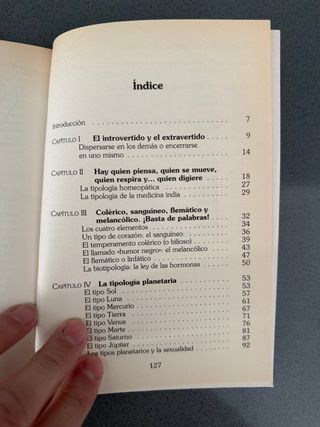 Índice
Introducción 7
CAPÍTULO I El introvertido y el extravertido 9
Dispersarse en los demás o encerrarse
en uno mismo 14
CAPÍTULO II Hay quien piensa, quien se mueve,
quien respira y... quien digiere 18
La tipología homeopática 27
La tipología de la medicina india 29
CAPÍTULO III Colérico, sanguíneo, flemático y
melancólico. ¡Basta de palabras! 32
Los cuatro elementos 34
Un tipo de corazón: el sanguíneo 36
El temperamento colérico (o bilioso) 39
El llamado «humor negro»: el melancólico 43
El flemático o linfático 47
La biotipología: la ley de las hormonas 50
CAPÍTULO IV La tipología planetaria 53
El tipo Sol 53
El tipo Luna 57
El tipo Mercurio 61
El tipo Tierra 67
El tipo Venus 71
El tipo Marte 76
El tipo Saturno 81
El tipo Júpiter 87
Los tipos planetarios y la sexualidad 92
127